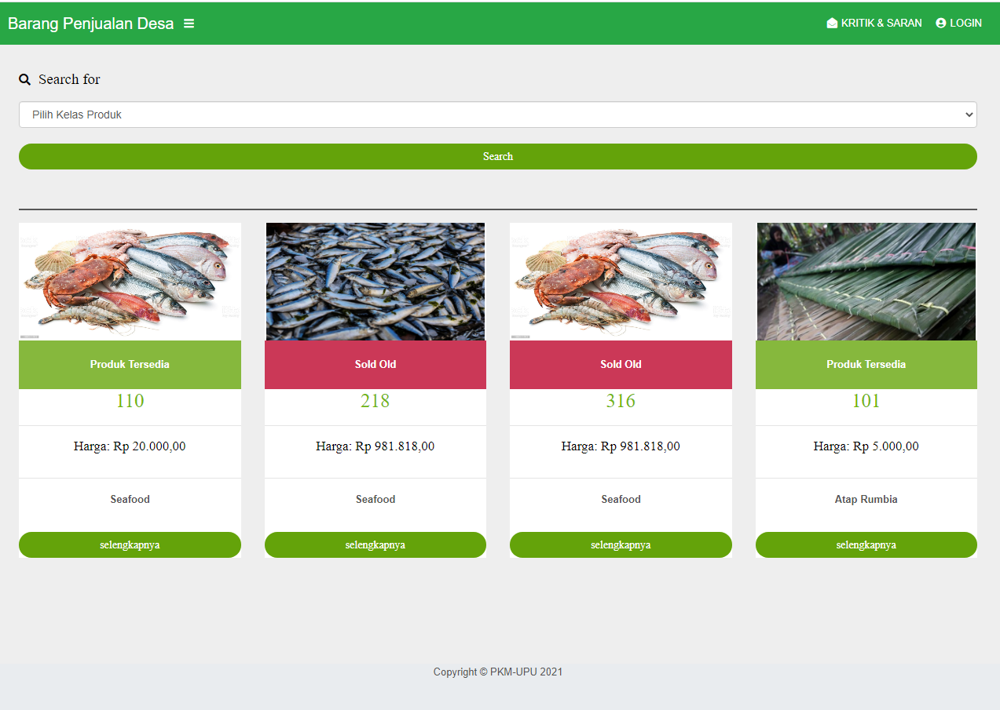 Barang Penjualan Desa
KRITIK & SARAN
LOGIN
Search for
Pilih Kelas Produk
Search
Produk Tersedia
110
Harga: Rp 20.000,00
Seafood
selengkapnya
Sold Old
218
Harga: Rp 981.818,00
Seafood
selengkapnya
Sold Old
316
Harga: Rp 981.818,00
Seafood
selengkapnya
Produk Tersedia
101
Harga: Rp 5.000,00
Atap Rumbia
selengkapnya
Copyright © PKM-UPU 2021